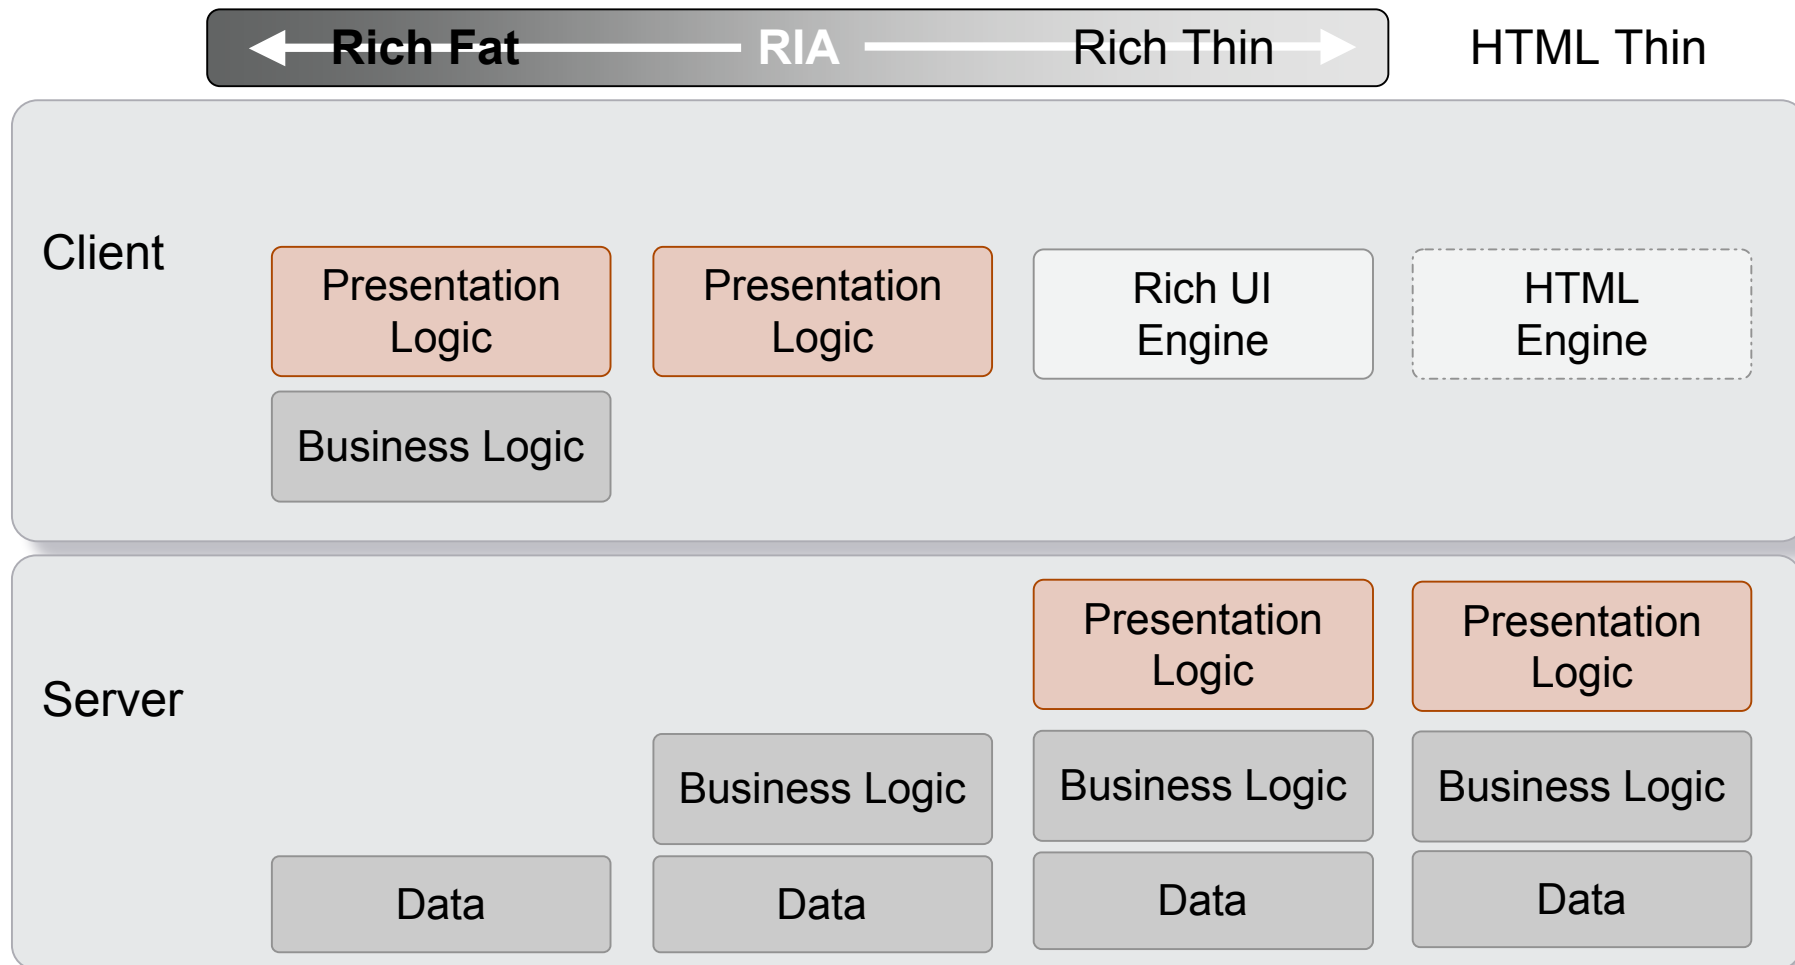 Rich Fat RIA Rich Thin HTML Thin
Client
Presentation
Logic
Presentation
Logic
Rich UI
Engine
HTML
Engine
Business Logic
Server
Presentation
Logic
Presentation
Logic
Business Logic
Business Logic
Business Logic
Data
Data
Data
Data